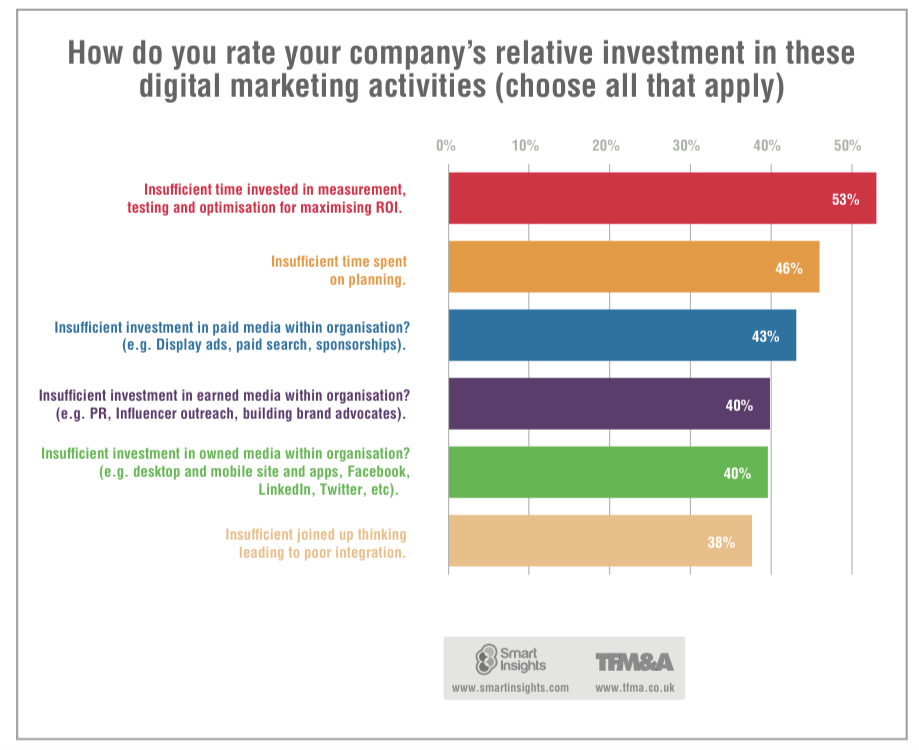 How do you rate your company's relative investment in these
digital marketing activities (choose all that apply)
0% 10% 20% 30% 40% 50%
Insufficient time invested in measurement,
testing and optimisation for maximising ROI.
53%
Insufficient time spent
on planning.
46%
Insufficient investment in paid media within organisation?
(e.g. Display ads, paid search, sponsorships).
43%
Insufficient investment in earned media within organisation?
(e.g. PR, Influencer outreach, building brand advocates).
40%
Insufficient investment in owned media within organisation?
(e.g. desktop and mobile site and apps, Facebook,
LinkedIn, Twitter, etc).
40%
Insufficient joined up thinking
leading to poor integration.
38%
Smart
Insights
www.smartinsights.com
TFM&A
www.tfma.co.uk